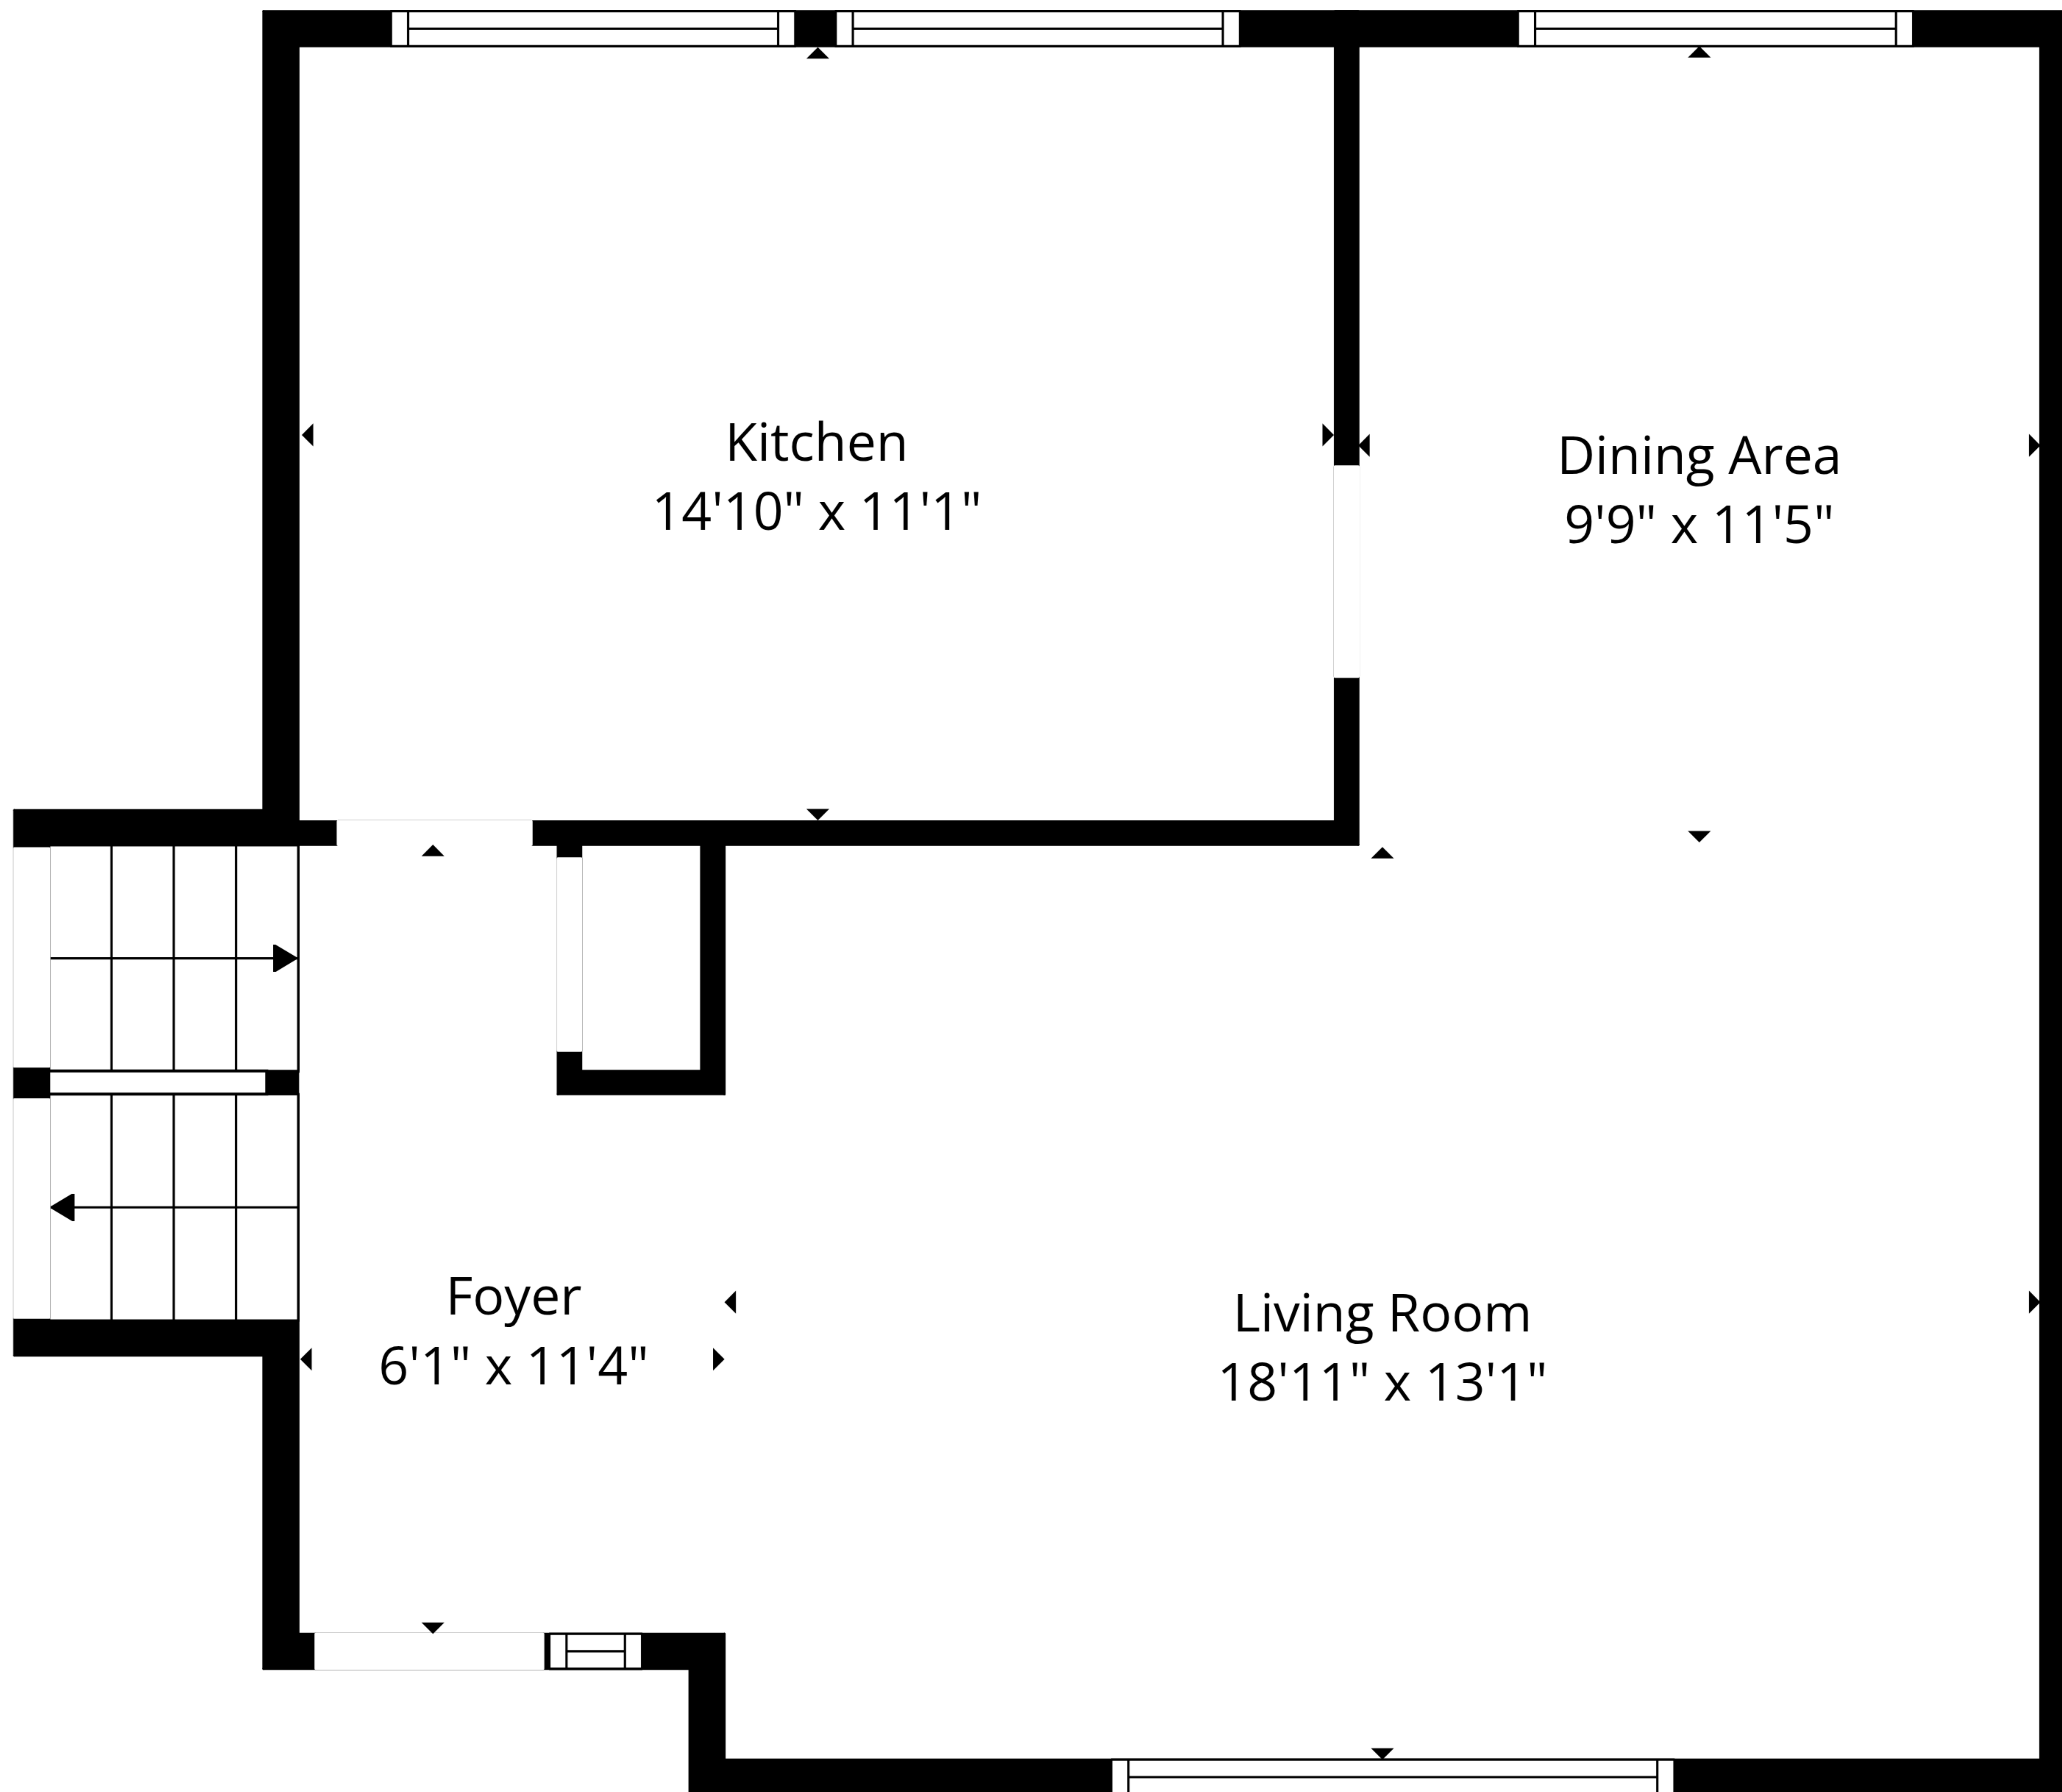 Kitchen
14'10" x 11'1"
Dining Area
9'9" x 11'5"
Foyer
6'1" x 11'4"
Living Room
18'11" x 13'1"